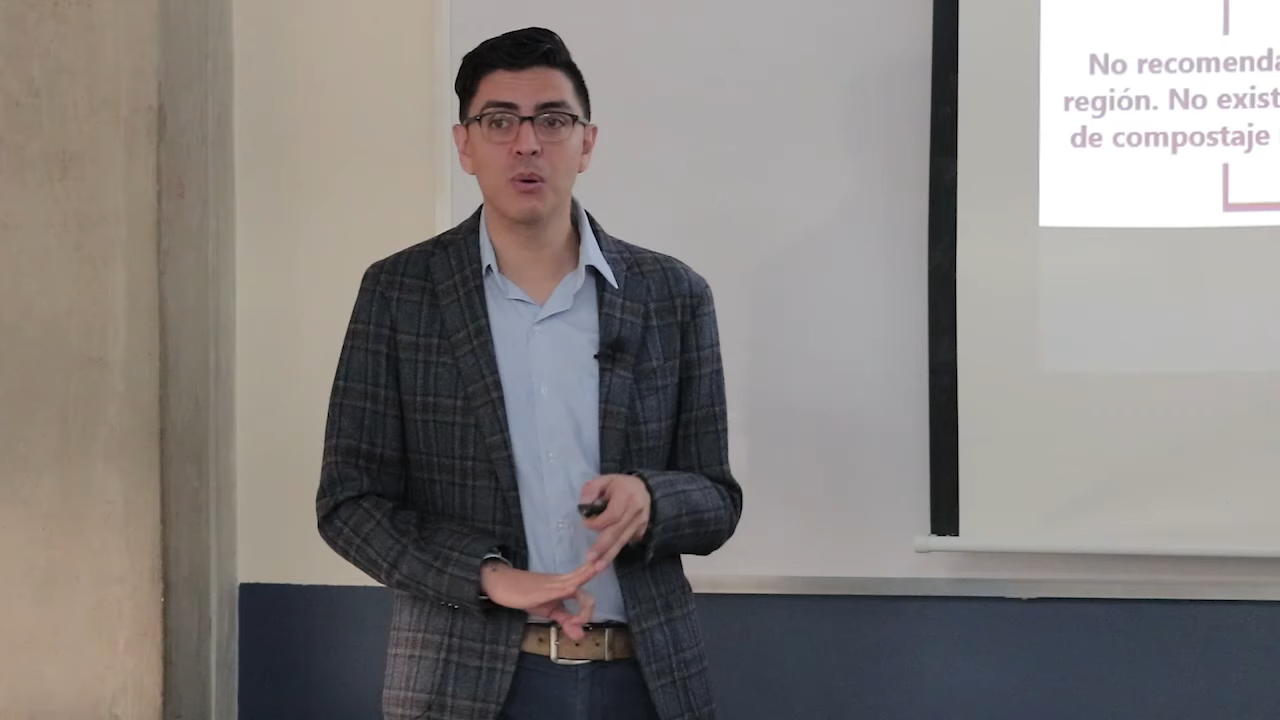 No recomenda
región. No exist
de compostaje